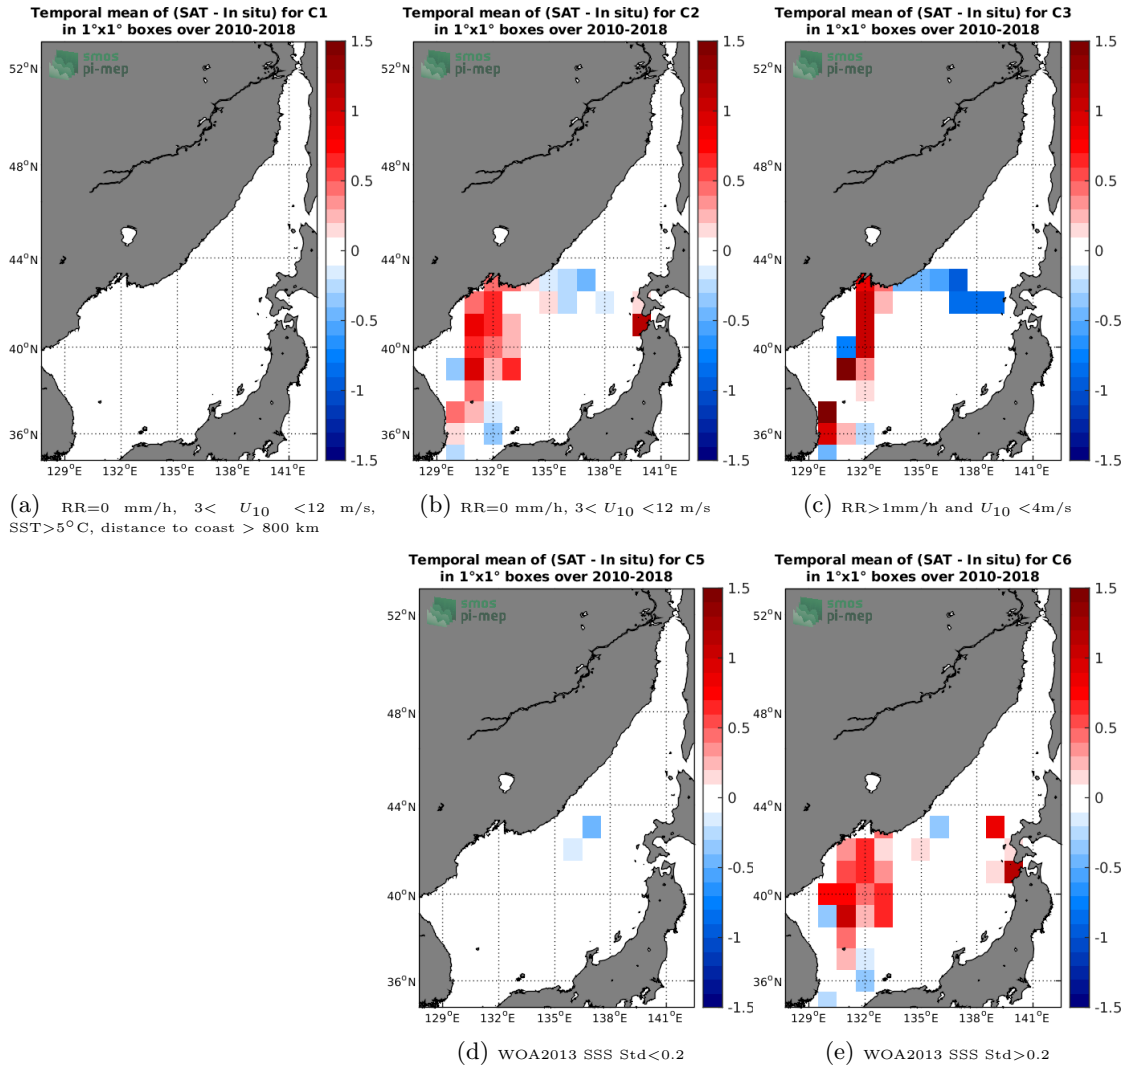 Temporal mean of (SAT - In situ) for C1
in 1°x1° boxes over 2010-2018
smos
pi-mep
52°N
48°N
44°N
40°N
36°N
129°E 132°E 135°E 138°E 141°E
1.5
1
0.5
0
-0.5
-1
-1.5
(a) RR=0 mm/h, 3< U10 <12 m/s,
SST>5°C, distance to coast > 800 km
Temporal mean of (SAT - In situ) for C2
in 1°x1° boxes over 2010-2018
smos
pi-mep
52°N
48°N
44°N
40°N
36°N
129°E 132°E 135°E 138°E 141°E
1.5
1
0.5
0
-0.5
-1
-1.5
(b) RR=0 mm/h, 3< U10 <12 m/s
Temporal mean of (SAT - In situ) for C3
in 1°x1° boxes over 2010-2018
smos
pi-mep
52°N
48°N
44°N
40°N
36°N
129°E 132°E 135°E 138°E 141°E
1.5
1
0.5
0
-0.5
-1
-1.5
(c) RR>1mm/h and U10 <4m/s
Temporal mean of (SAT - In situ) for C5
in 1°x1° boxes over 2010-2018
smos
pi-mep
52°N
48°N
44°N
40°N
36°N
129°E 132°E 135°E 138°E 141°E
1.5
1
0.5
0
-0.5
-1
-1.5
(d) WOA2013 SSS Std<0.2
Temporal mean of (SAT - In situ) for C6
in 1°x1° boxes over 2010-2018
smos
pi-mep
52°N
48°N
44°N
40°N
36°N
129°E 132°E 135°E 138°E 141°E
1.5
1
0.5
0
-0.5
-1
-1.5
(e) WOA2013 SSS Std>0.2